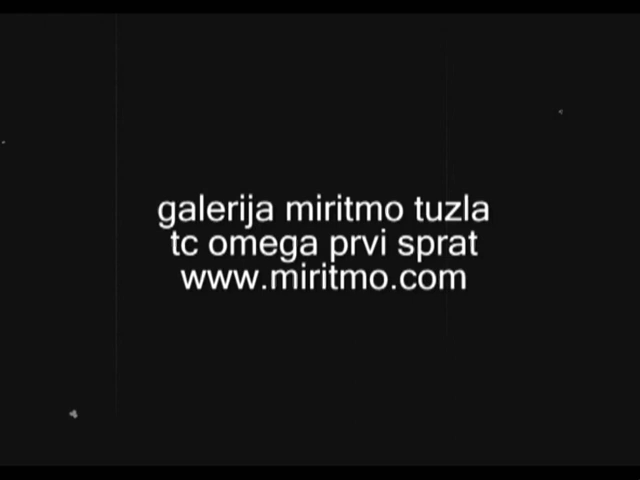 galerija miritmo tuzla
tc omega prvi sprat
www.miritmo.com